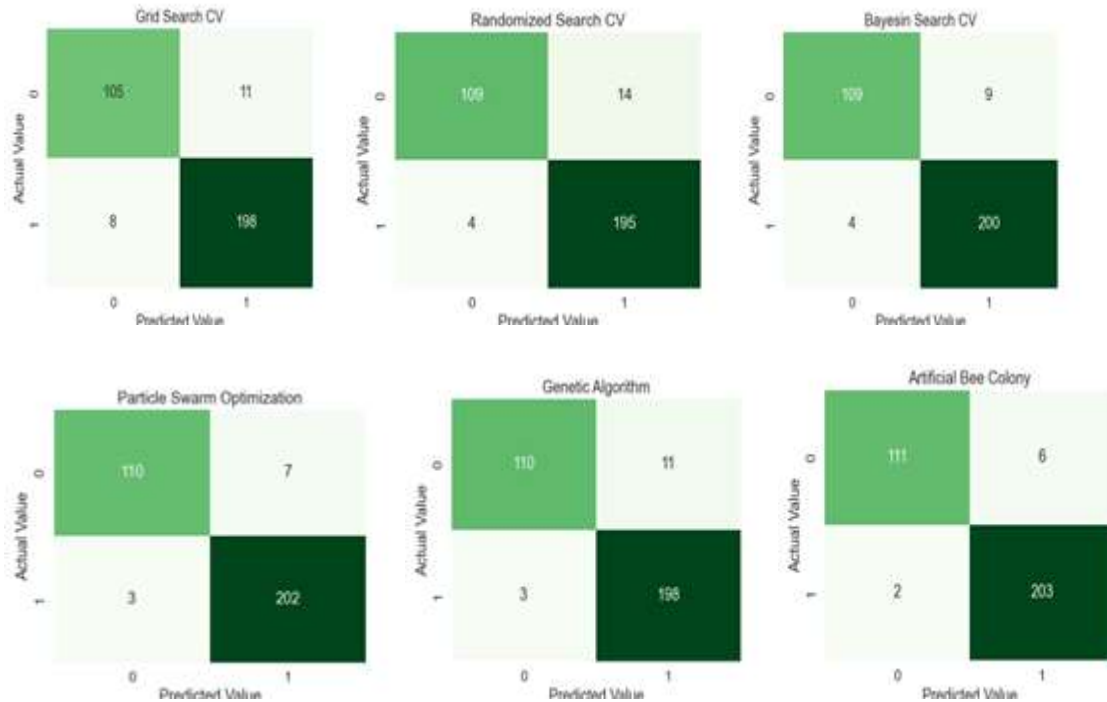 Grid Search CV
Actual Value
0
105
11
1
8
198
0
1
Predicted Value
Randomized Search CV
Actual Value
0
109
14
1
4
195
0
1
Predicted Value
Bayesin Search CV
Actual Value
0
109
9
1
4
200
0
1
Predicted Value
Particle Swarm Optimization
Actual Value
0
110
7
1
3
202
0
1
Predicted Value
Genetic Algorithm
Actual Value
0
110
11
1
3
198
0
1
Predicted Value
Artificial Bee Colony
Actual Value
0
111
6
1
2
203
0
1
Predicted Value